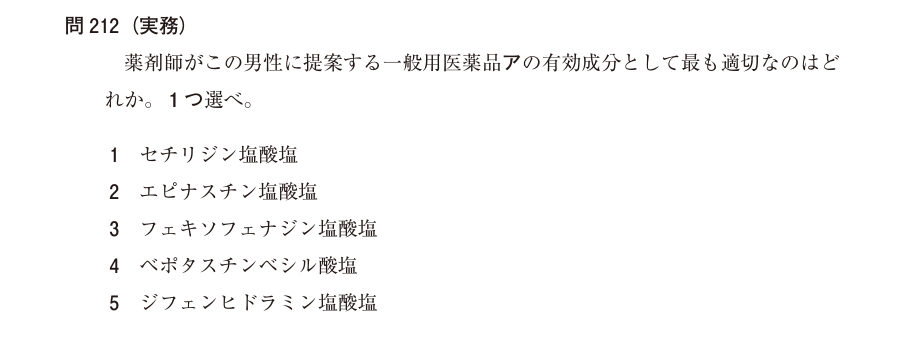 問 212（実務）
薬剤師がこの男性に提案する一般用医薬品アの有効成分として最も適切なのはど
れか。1つ選べ。
1 セチリジン塩酸塩
2 エピナスチン塩酸塩
3 フェキソフェナジン塩酸塩
4 ベポタスチンベシル酸塩
5 ジフェンヒドラミン塩酸塩